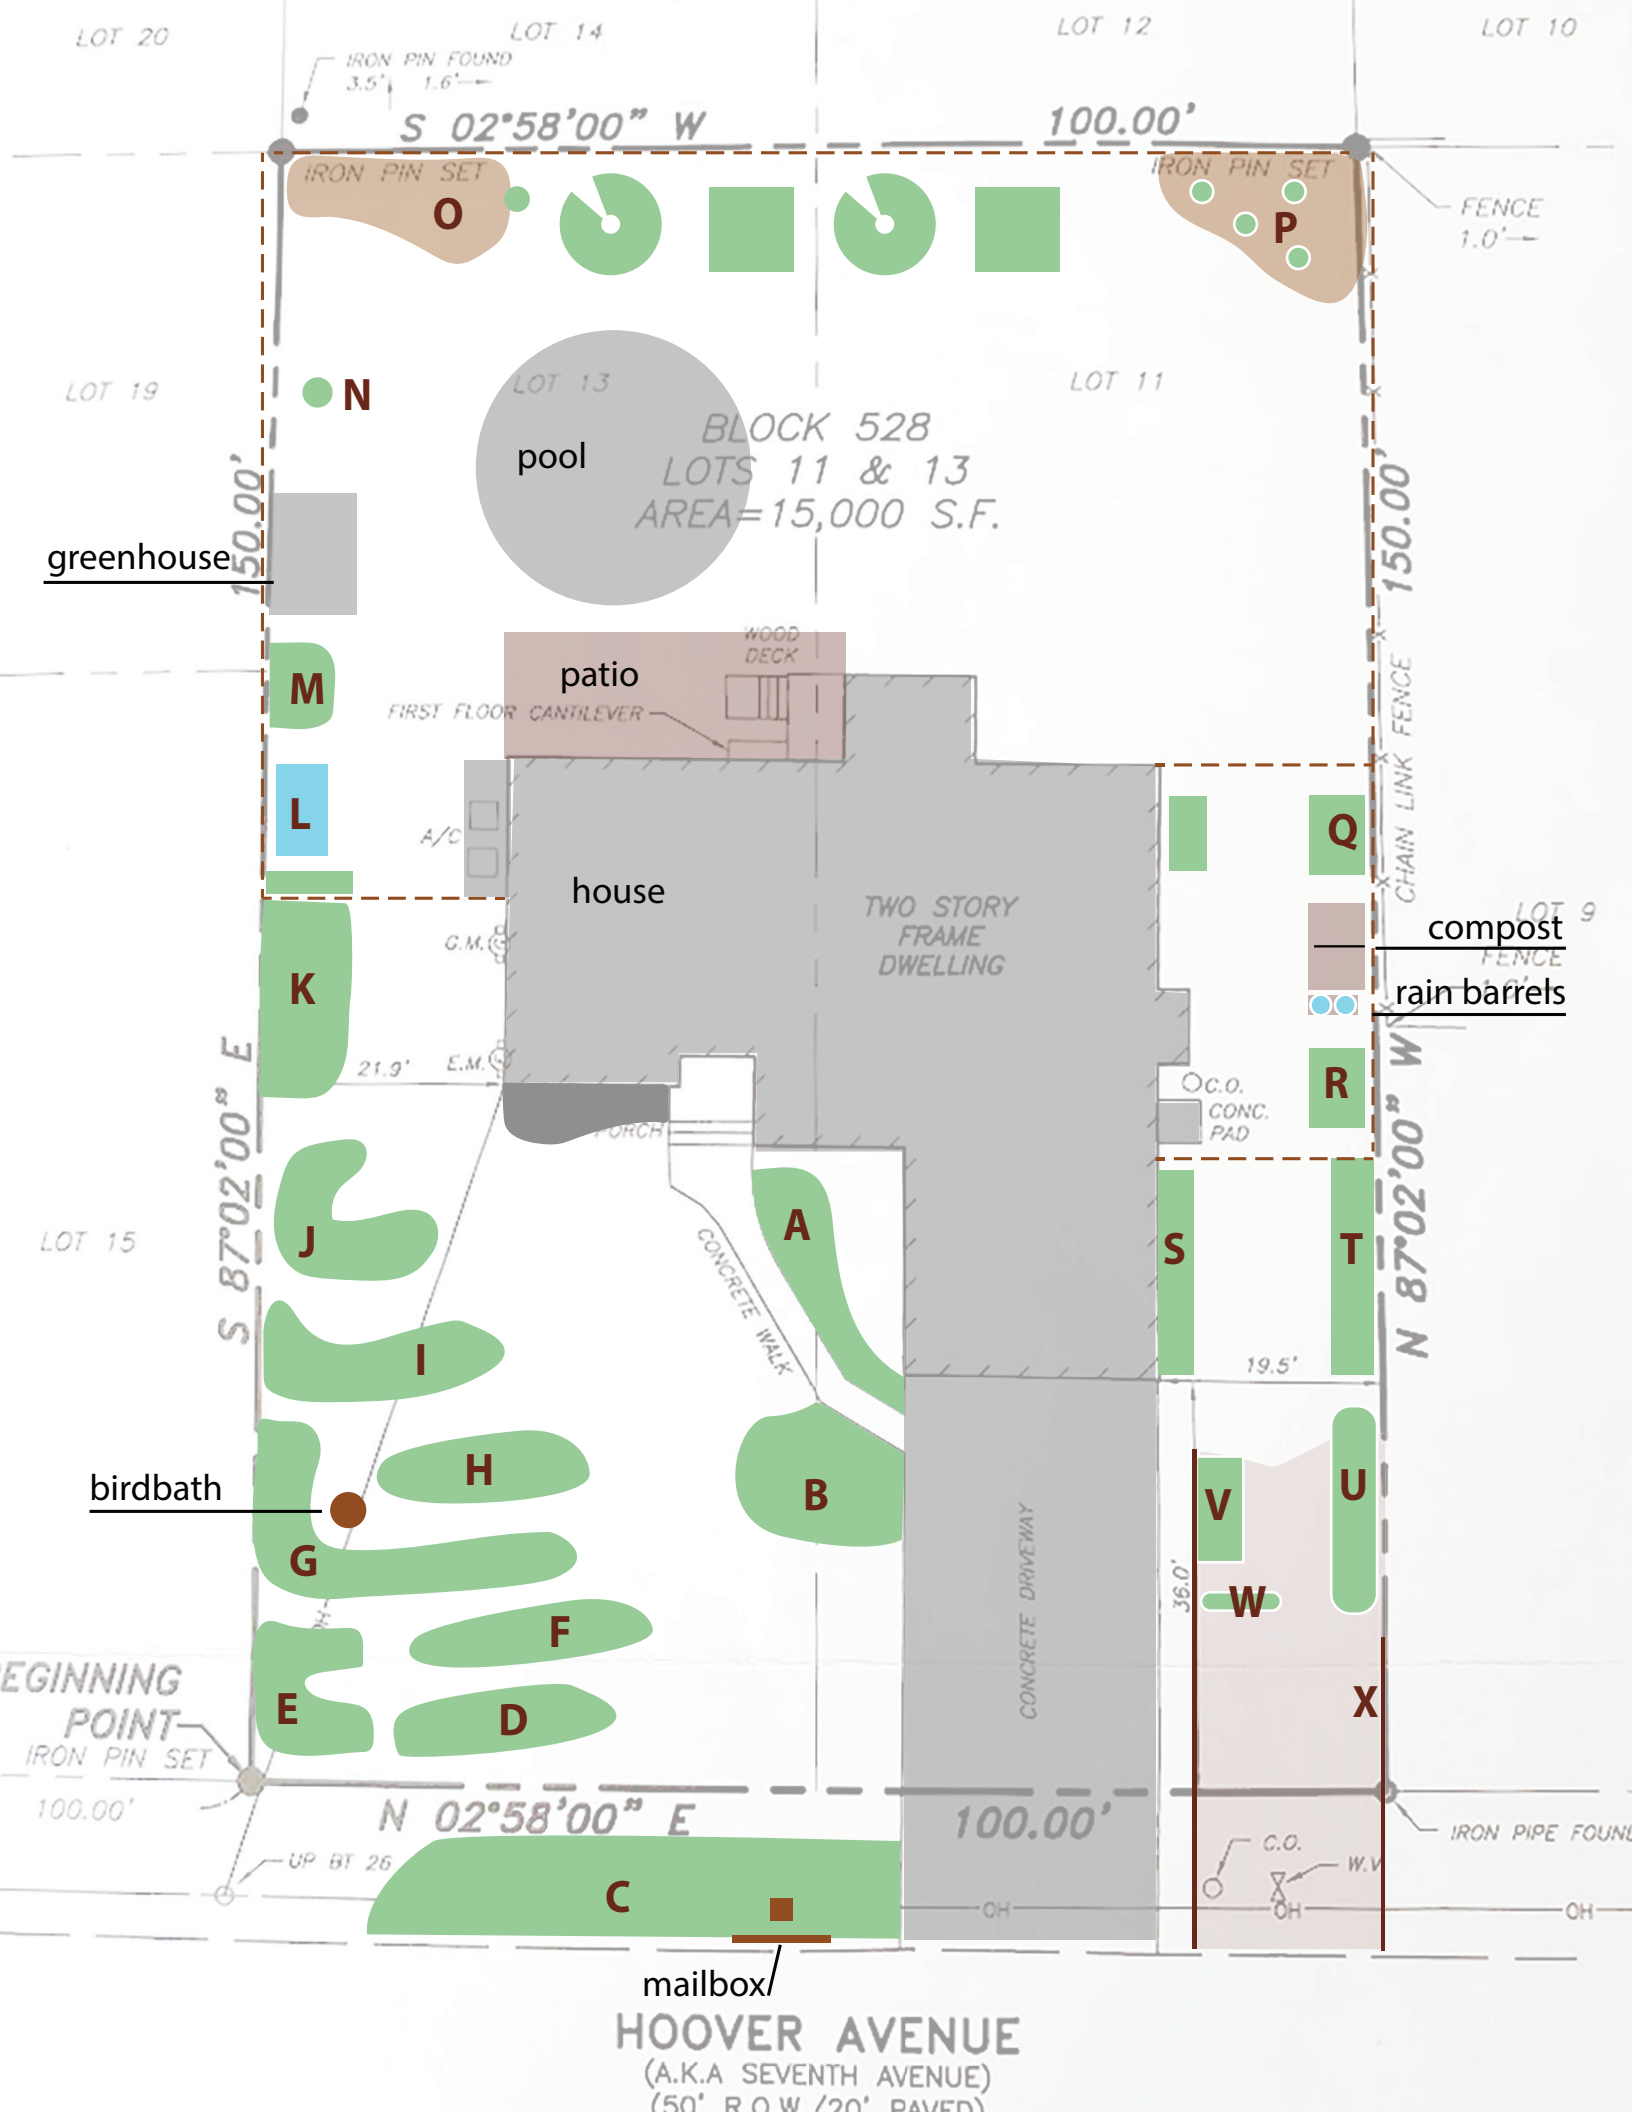 LOT 20
LOT 14
LOT 12
LOT 10
IRON PIN FOUND
3.5' 1.6'
S 02°58'00" W
100.00'
IRON PIN SET
O
IRON PIN SET
P
FENCE
1.0'
LOT 19
N
LOT 13
LOT 11
pool
BLOCK 528
LOTS 11 & 13
AREA=15,000 S.F.
150.00'
150.00'
greenhouse
WOOD
DECK
patio
M
FIRST FLOOR CANTILEVER
CHAIN LINK FENCE
L
A/C
Q
house
TWO STORY
FRAME
DWELLING
LOT 9
compost
FENCE
rain barrels
G.M.
K
E.M.
21.9'
C.O.
CONC.
PAD
R
PORCH
S 87°02'00" E
N 87°02'00" W
LOT 15
J
A
S
T
CONCRETE WALK
I
19.5'
H
birdbath
B
V
U
G
36.0'
W
CONCRETE DRIVEWAY
F
E
D
X
BEGINNING
POINT
IRON PIN SET
100.00'
N 02°58'00" E
100.00'
IRON PIPE FOUND
UP BT 26
C.O.
W.V
C
OH
OH
OH
mailbox
HOOVER AVENUE
(A.K.A SEVENTH AVENUE)
(50' R.O.W./20' PAVED)